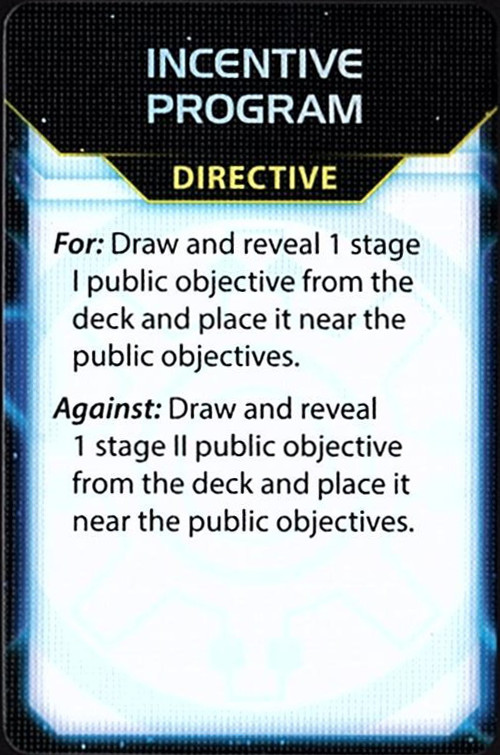 INCENTIVE
PROGRAM
DIRECTIVE
For: Draw and reveal 1 stage
I public objective from the
deck and place it near the
public objectives.
Against: Draw and reveal
1 stage II public objective
from the deck and place it
near the public objectives.